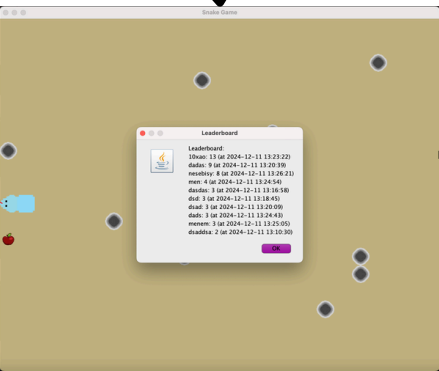 Snake Game
Leaderboard
Leaderboard:
10xao: 13 (at 2024-12-11 13:23:22)
dadas: 9 (at 2024-12-11 13:20:39)
nesebisy: 8 (at 2024-12-11 13:26:21)
men: 4 (at 2024-12-11 13:24:54)
dasdas: 3 (at 2024-12-11 13:16:58)
dsd: 3 (at 2024-12-11 13:18:45)
dsad: 3 (at 2024-12-11 13:20:09)
dads: 3 (at 2024-12-11 13:24:43)
menem: 3 (at 2024-12-11 13:25:05)
dsaddsa: 2 (at 2024-12-11 13:10:30)
OK